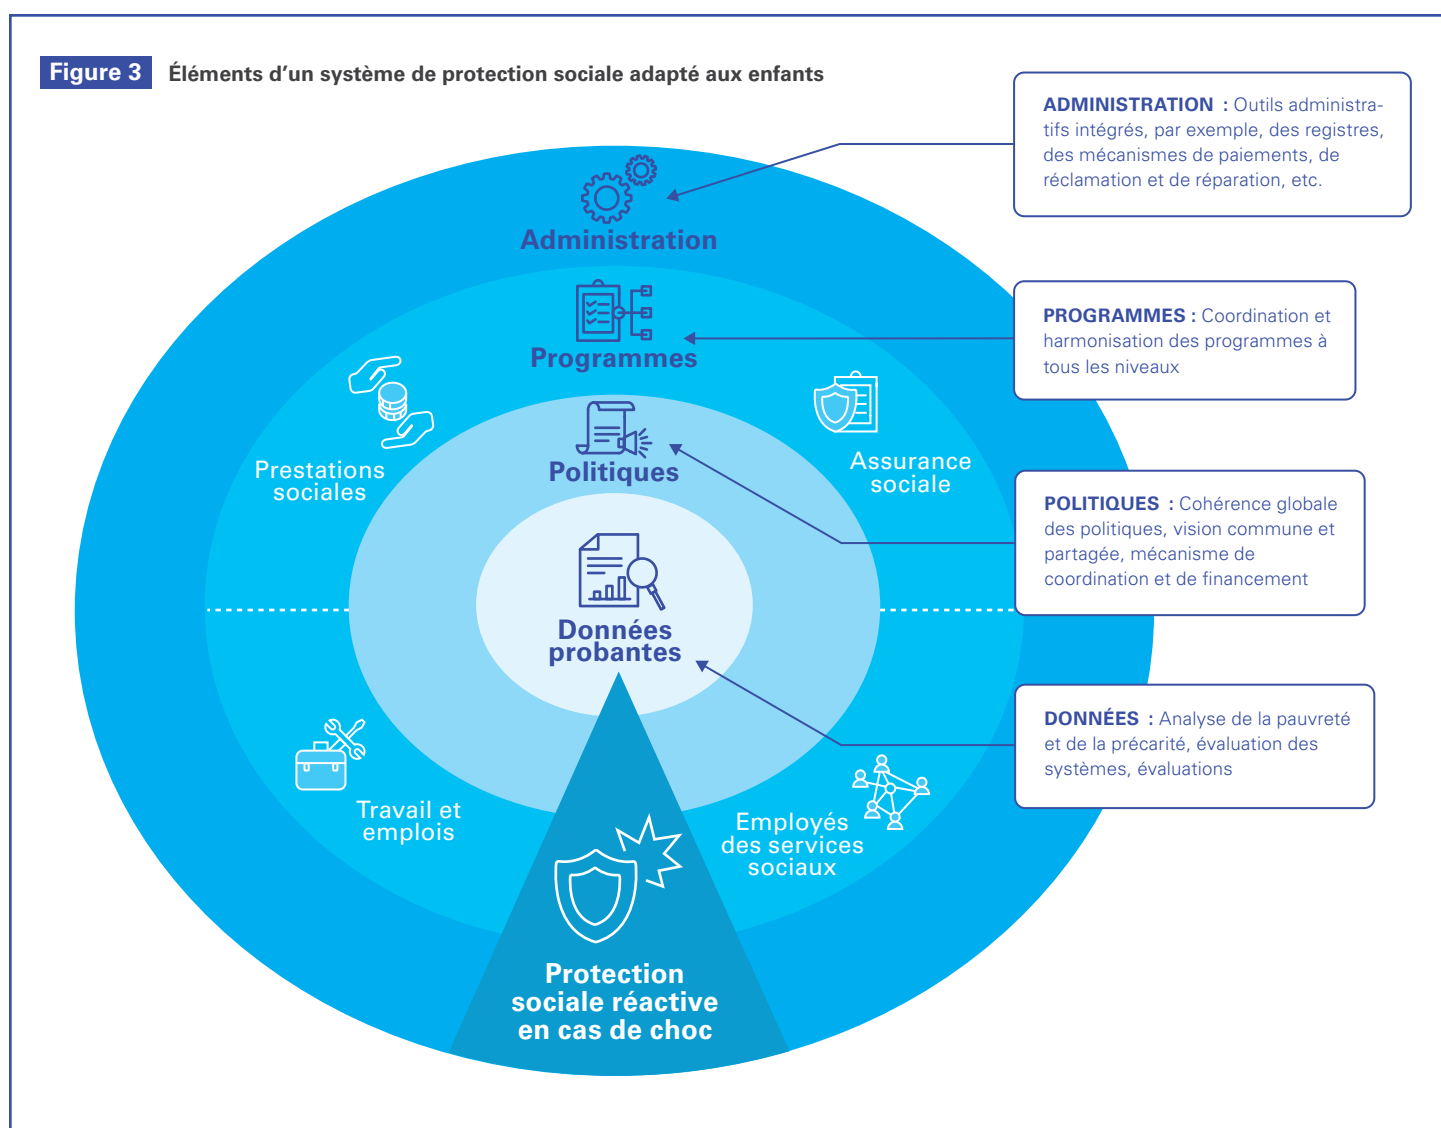 Figure 3 Éléments d’un système de protection sociale adapté aux enfants
ADMINISTRATION : Outils administra-
tifs intégrés, par exemple, des registres,
des mécanismes de paiements, de
réclamation et de réparation, etc.
Administration
PROGRAMMES : Coordination et
harmonisation des programmes à
tous les niveaux
Programmes
Prestations
sociales
Assurance
sociale
Politiques
POLITIQUES : Cohérence globale
des politiques, vision commune et
partagée, mécanisme de
coordination et de financement
Données
probantes
DONNÉES : Analyse de la pauvreté
et de la précarité, évaluation des
systèmes, évaluations
Travail et
emplois
Employés
des services
sociaux
Protection
sociale réactive
en cas de choc